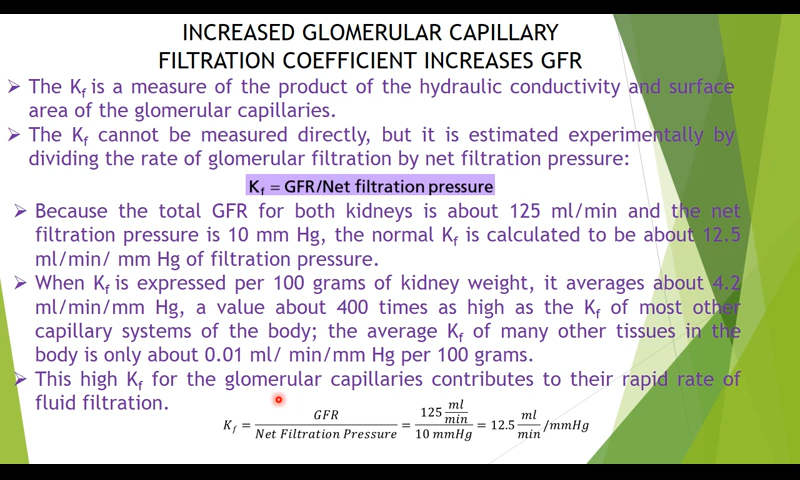 INCREASED GLOMERULAR CAPILLARY
FILTRATION COEFFICIENT INCREASES GFR
➢ The Kf is a measure of the product of the hydraulic conductivity and surface
area of the glomerular capillaries.
➢ The Kf cannot be measured directly, but it is estimated experimentally by
dividing the rate of glomerular filtration by net filtration pressure:
Kf = GFR/Net filtration pressure
➢ Because the total GFR for both kidneys is about 125 ml/min and the net
filtration pressure is 10 mm Hg, the normal Kf is calculated to be about 12.5
ml/min/ mm Hg of filtration pressure.
➢ When Kf is expressed per 100 grams of kidney weight, it averages about 4.2
ml/min/mm Hg, a value about 400 times as high as the Kf of most other
capillary systems of the body; the average Kf of many other tissues in the
body is only about 0.01 ml/ min/mm Hg per 100 grams.
➢ This high Kf for the glomerular capillaries contributes to their rapid rate of
fluid filtration.
Kf = GFR / Net Filtration Pressure = 125 ml/min / 10 mmHg = 12.5 ml/min /mmHg